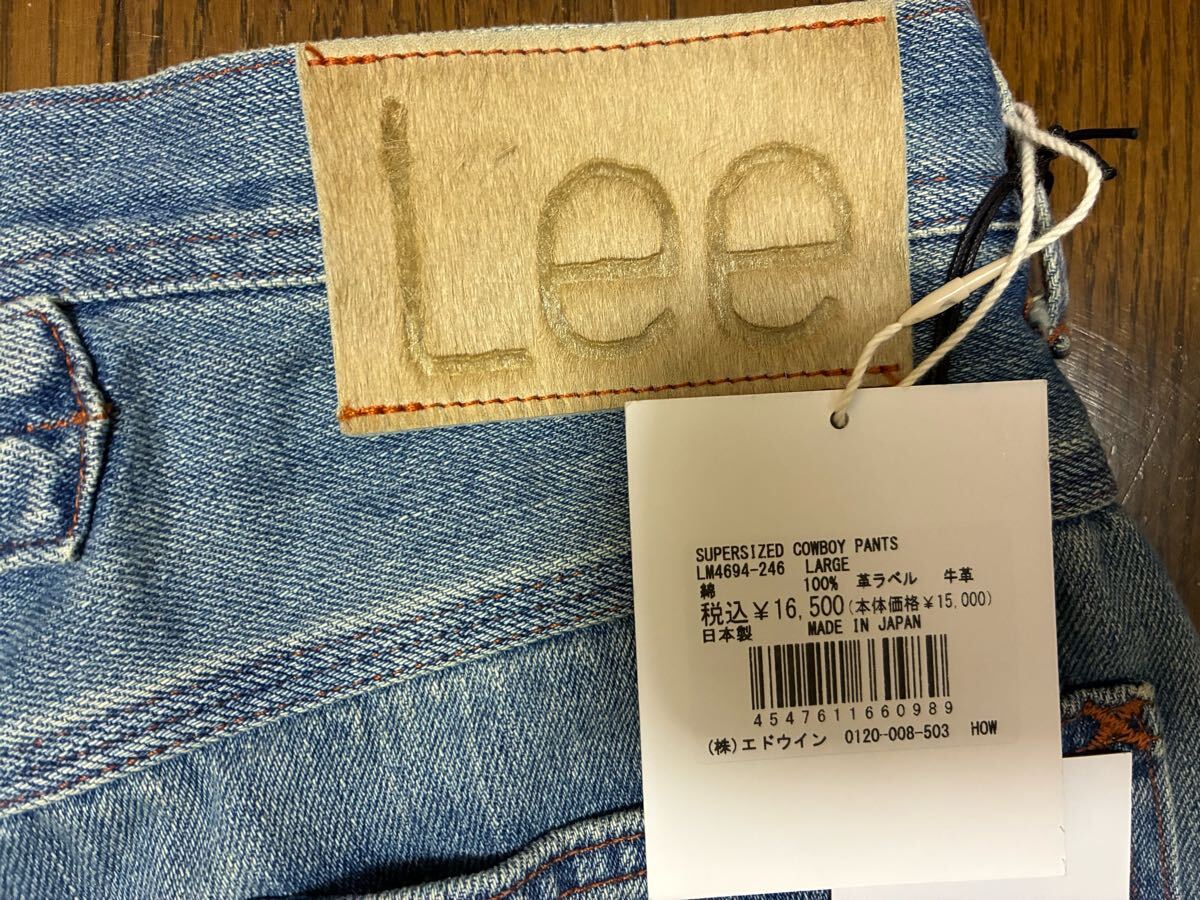 Lee
SUPERSIZED COWBOY PANTS
LM4694-246 LARGE
綿 100% 革ラベル 牛革
税込￥16,500(本体価格￥15,000)
日本製 MADE IN JAPAN
4547611660989
(株)エドウイン 0120-008-503 HOW